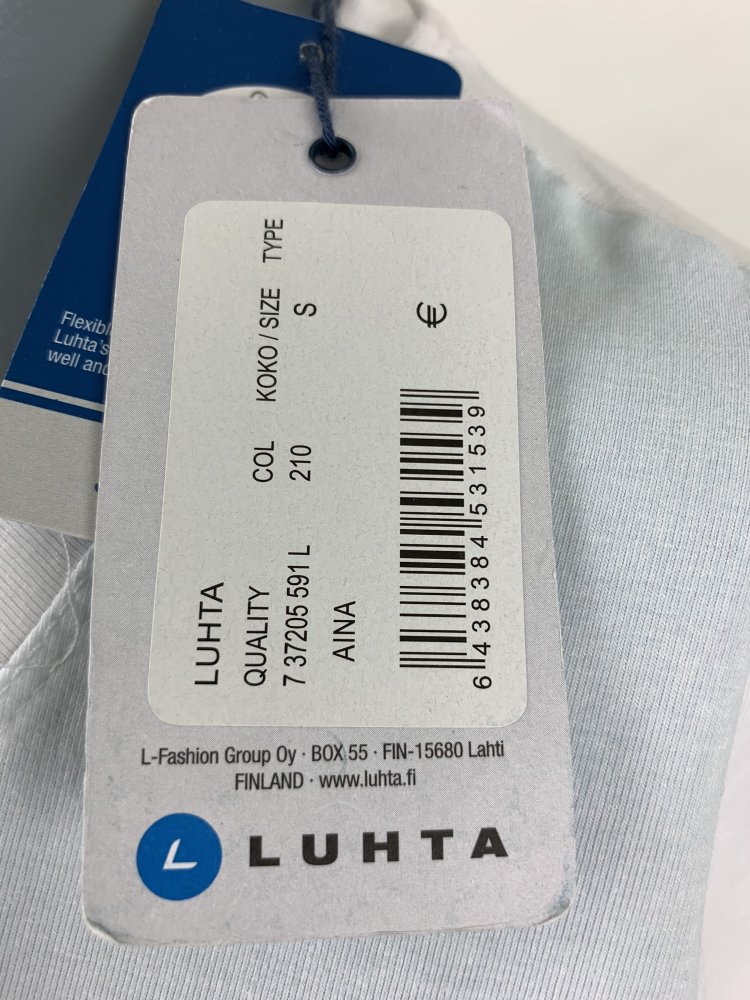 Flexibl
Luhta's
well and
LUHTA
QUALITY COL KOKO / SIZE TYPE
7 37205 591 L 210 S
AINA
€
6 438384 531539
L-Fashion Group Oy · BOX 55 · FIN-15680 Lahti
FINLAND · www.luhta.fi
L LUHTA